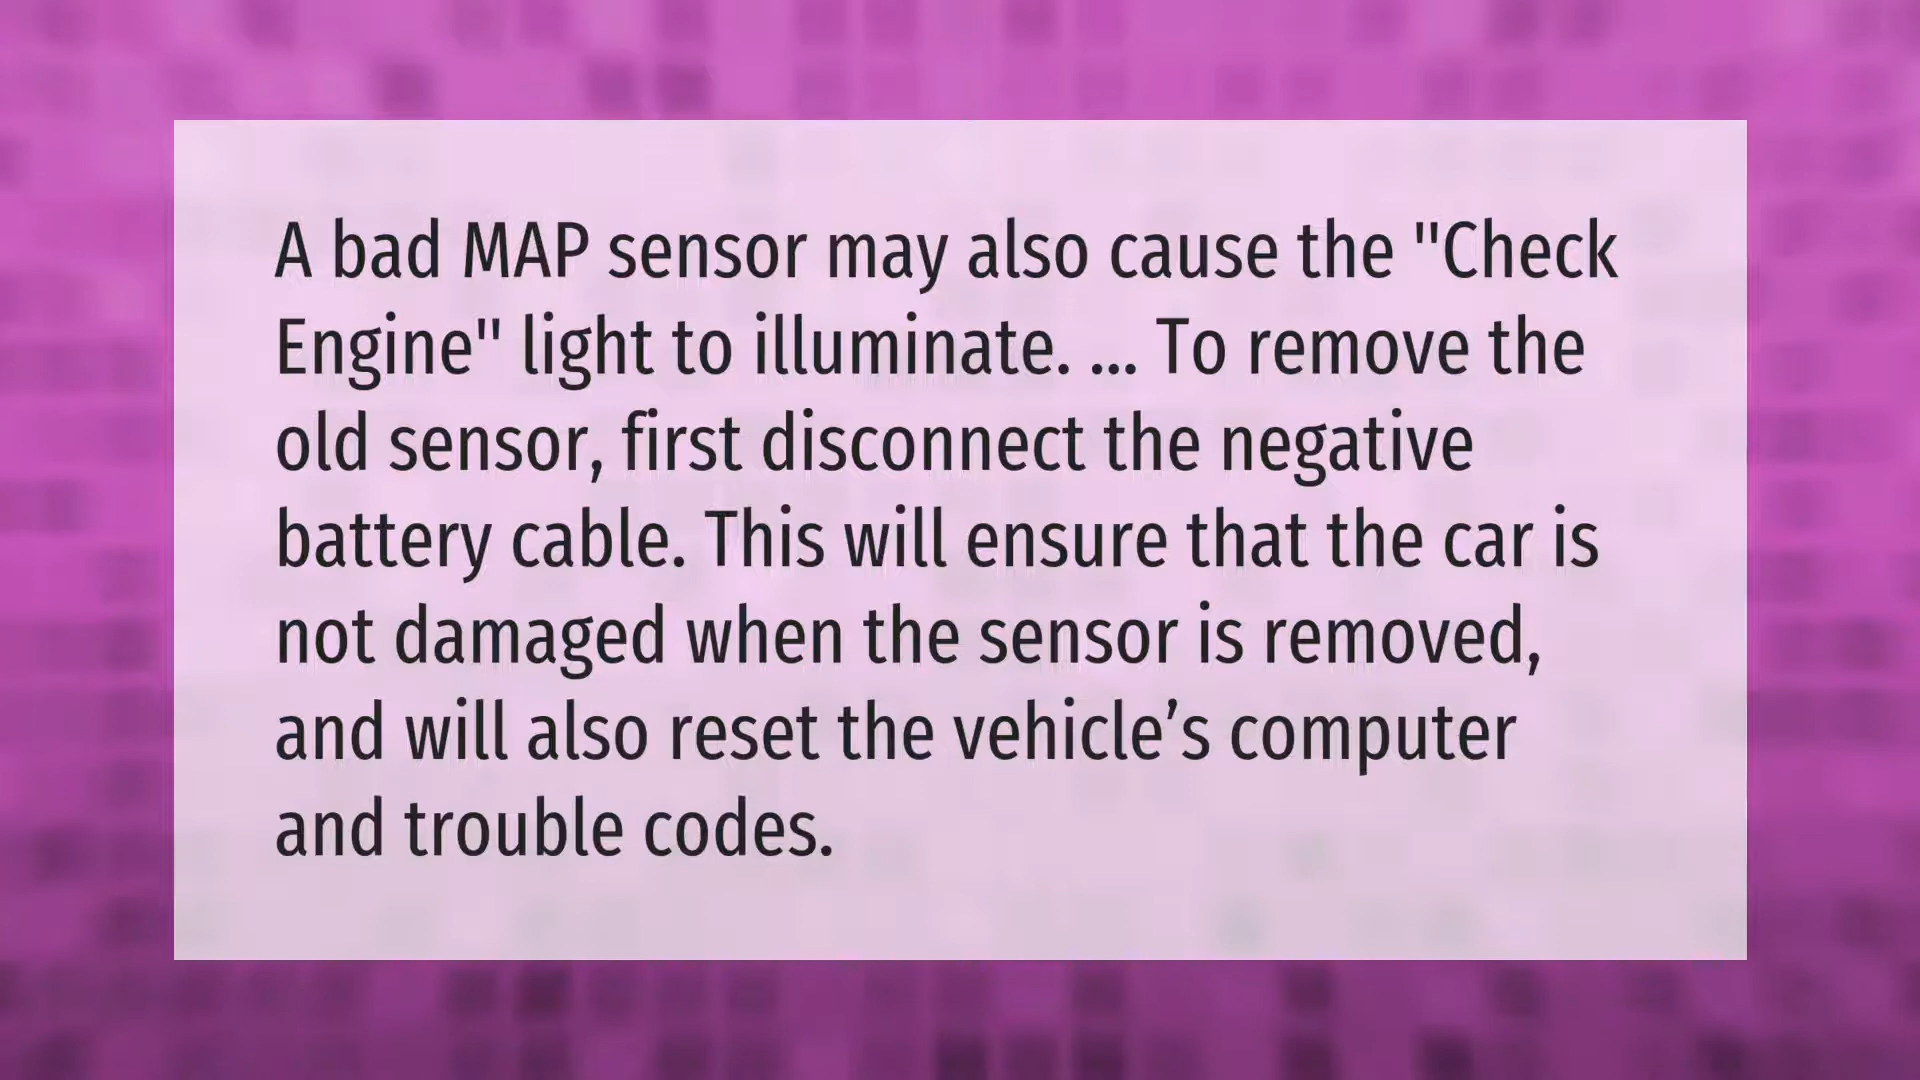 A bad MAP sensor may also cause the "Check
Engine" light to illuminate. ... To remove the
old sensor, first disconnect the negative
battery cable. This will ensure that the car is
not damaged when the sensor is removed,
and will also reset the vehicle’s computer
and trouble codes.